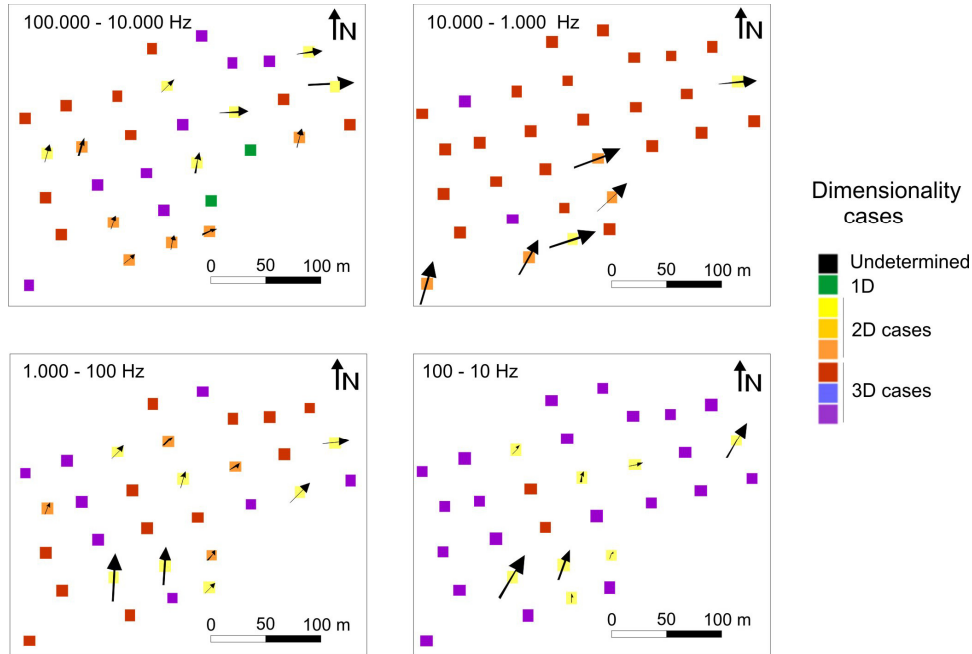 100.000 - 10.000 Hz
N
0 50 100 m
10.000 - 1.000 Hz
N
0 50 100 m
Dimensionality
cases
Undetermined
1D
2D cases
3D cases
1.000 - 100 Hz
N
0 50 100 m
100 - 10 Hz
N
0 50 100 m